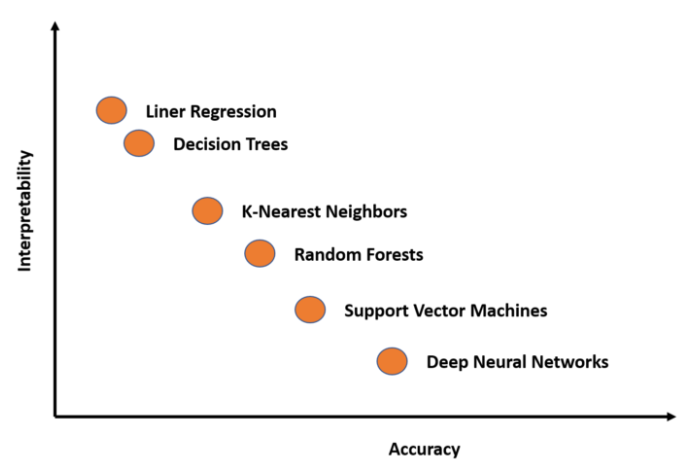 Liner Regression
Decision Trees
K-Nearest Neighbors
Random Forests
Support Vector Machines
Deep Neural Networks
Interpretability
Accuracy